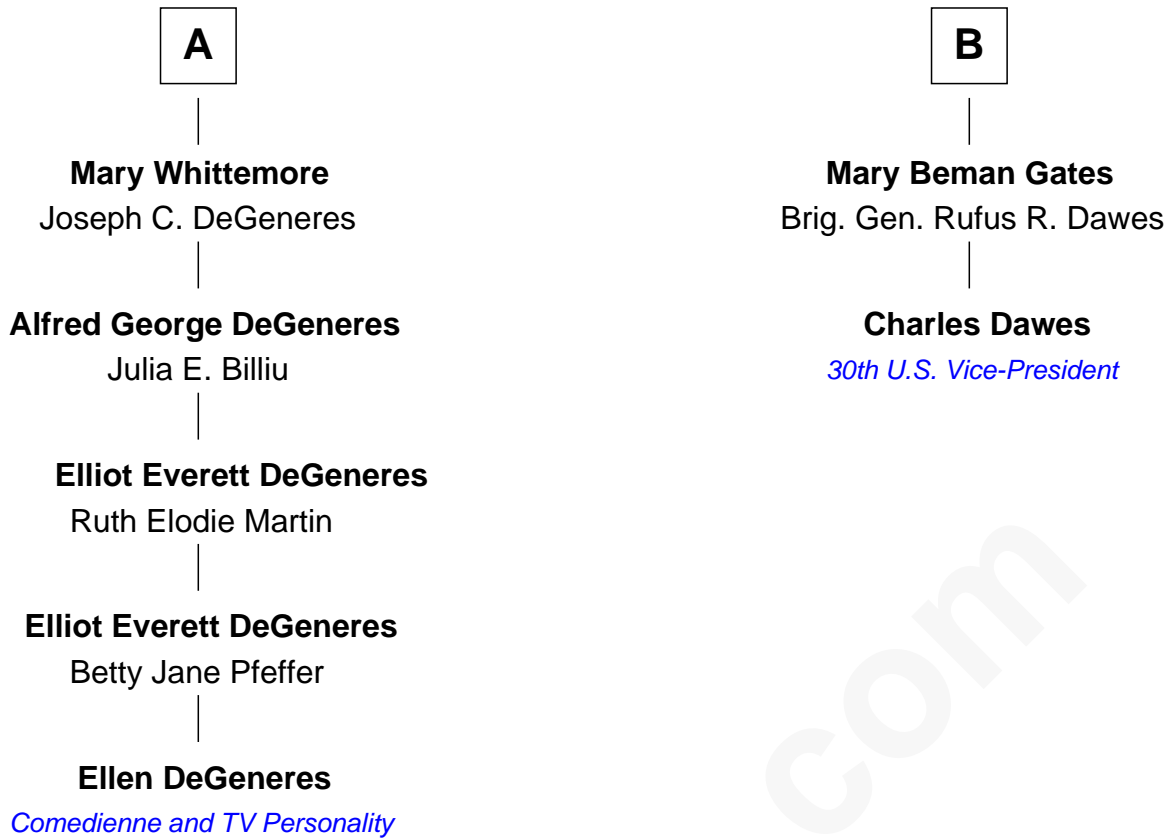 A
Mary Whittemore
Joseph C. DeGeneres
Alfred George DeGeneres
Julia E. Billiu
Elliot Everett DeGeneres
Ruth Elodie Martin
Elliot Everett DeGeneres
Betty Jane Pfeffer
Ellen DeGeneres
Comedienne and TV Personality
B
Mary Beman Gates
Brig. Gen. Rufus R. Dawes
Charles Dawes
30th U.S. Vice-President
com